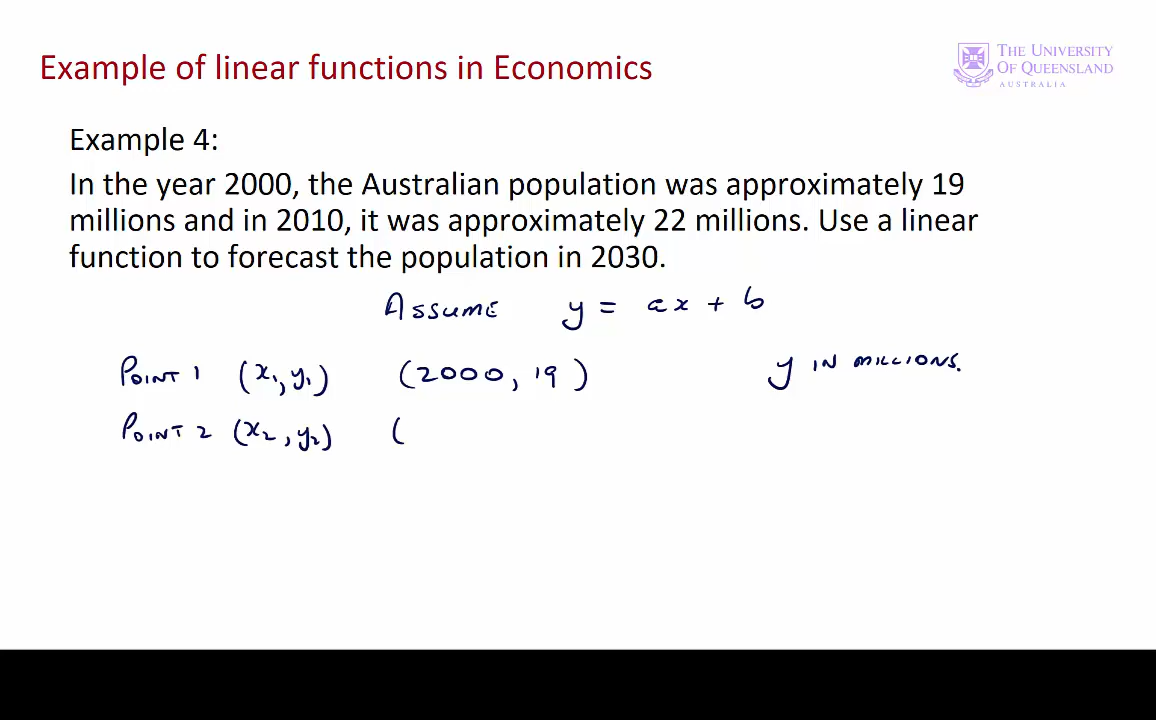 Example of linear functions in Economics
THE UNIVERSITY
OF QUEENSLAND
AUSTRALIA
Example 4:
In the year 2000, the Australian population was approximately 19
millions and in 2010, it was approximately 22 millions. Use a linear
function to forecast the population in 2030.
ASSUME y = ax + b
POINT 1 (x₁, y₁) (2000, 19) y IN MILLIONS.
POINT 2 (x₂, y₂) (